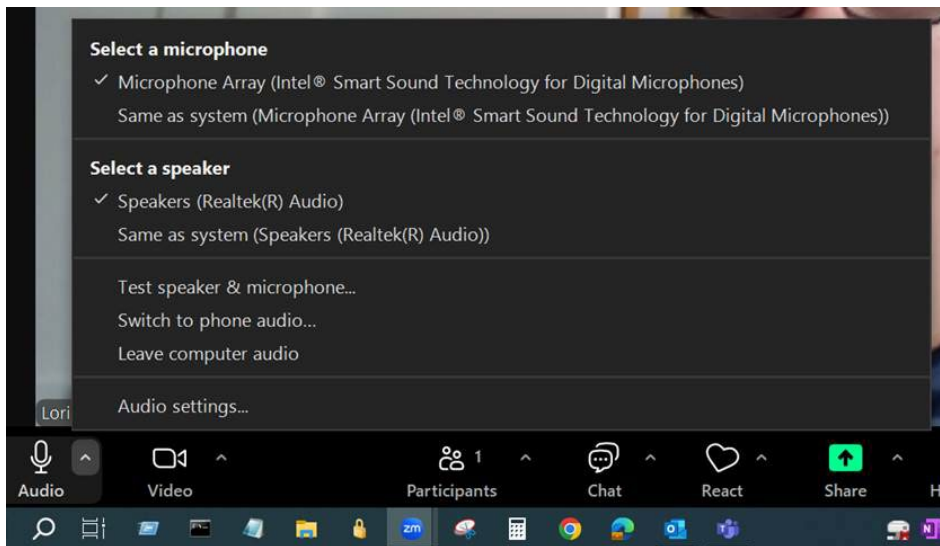 Select a microphone
Microphone Array (Intel® Smart Sound Technology for Digital Microphones)
Same as system (Microphone Array (Intel® Smart Sound Technology for Digital Microphones))
Select a speaker
Speakers (Realtek(R) Audio)
Same as system (Speakers (Realtek(R) Audio))
Test speaker & microphone...
Switch to phone audio...
Leave computer audio
Audio settings...
Lori
1
Audio Video Participants Chat React Share H
zm